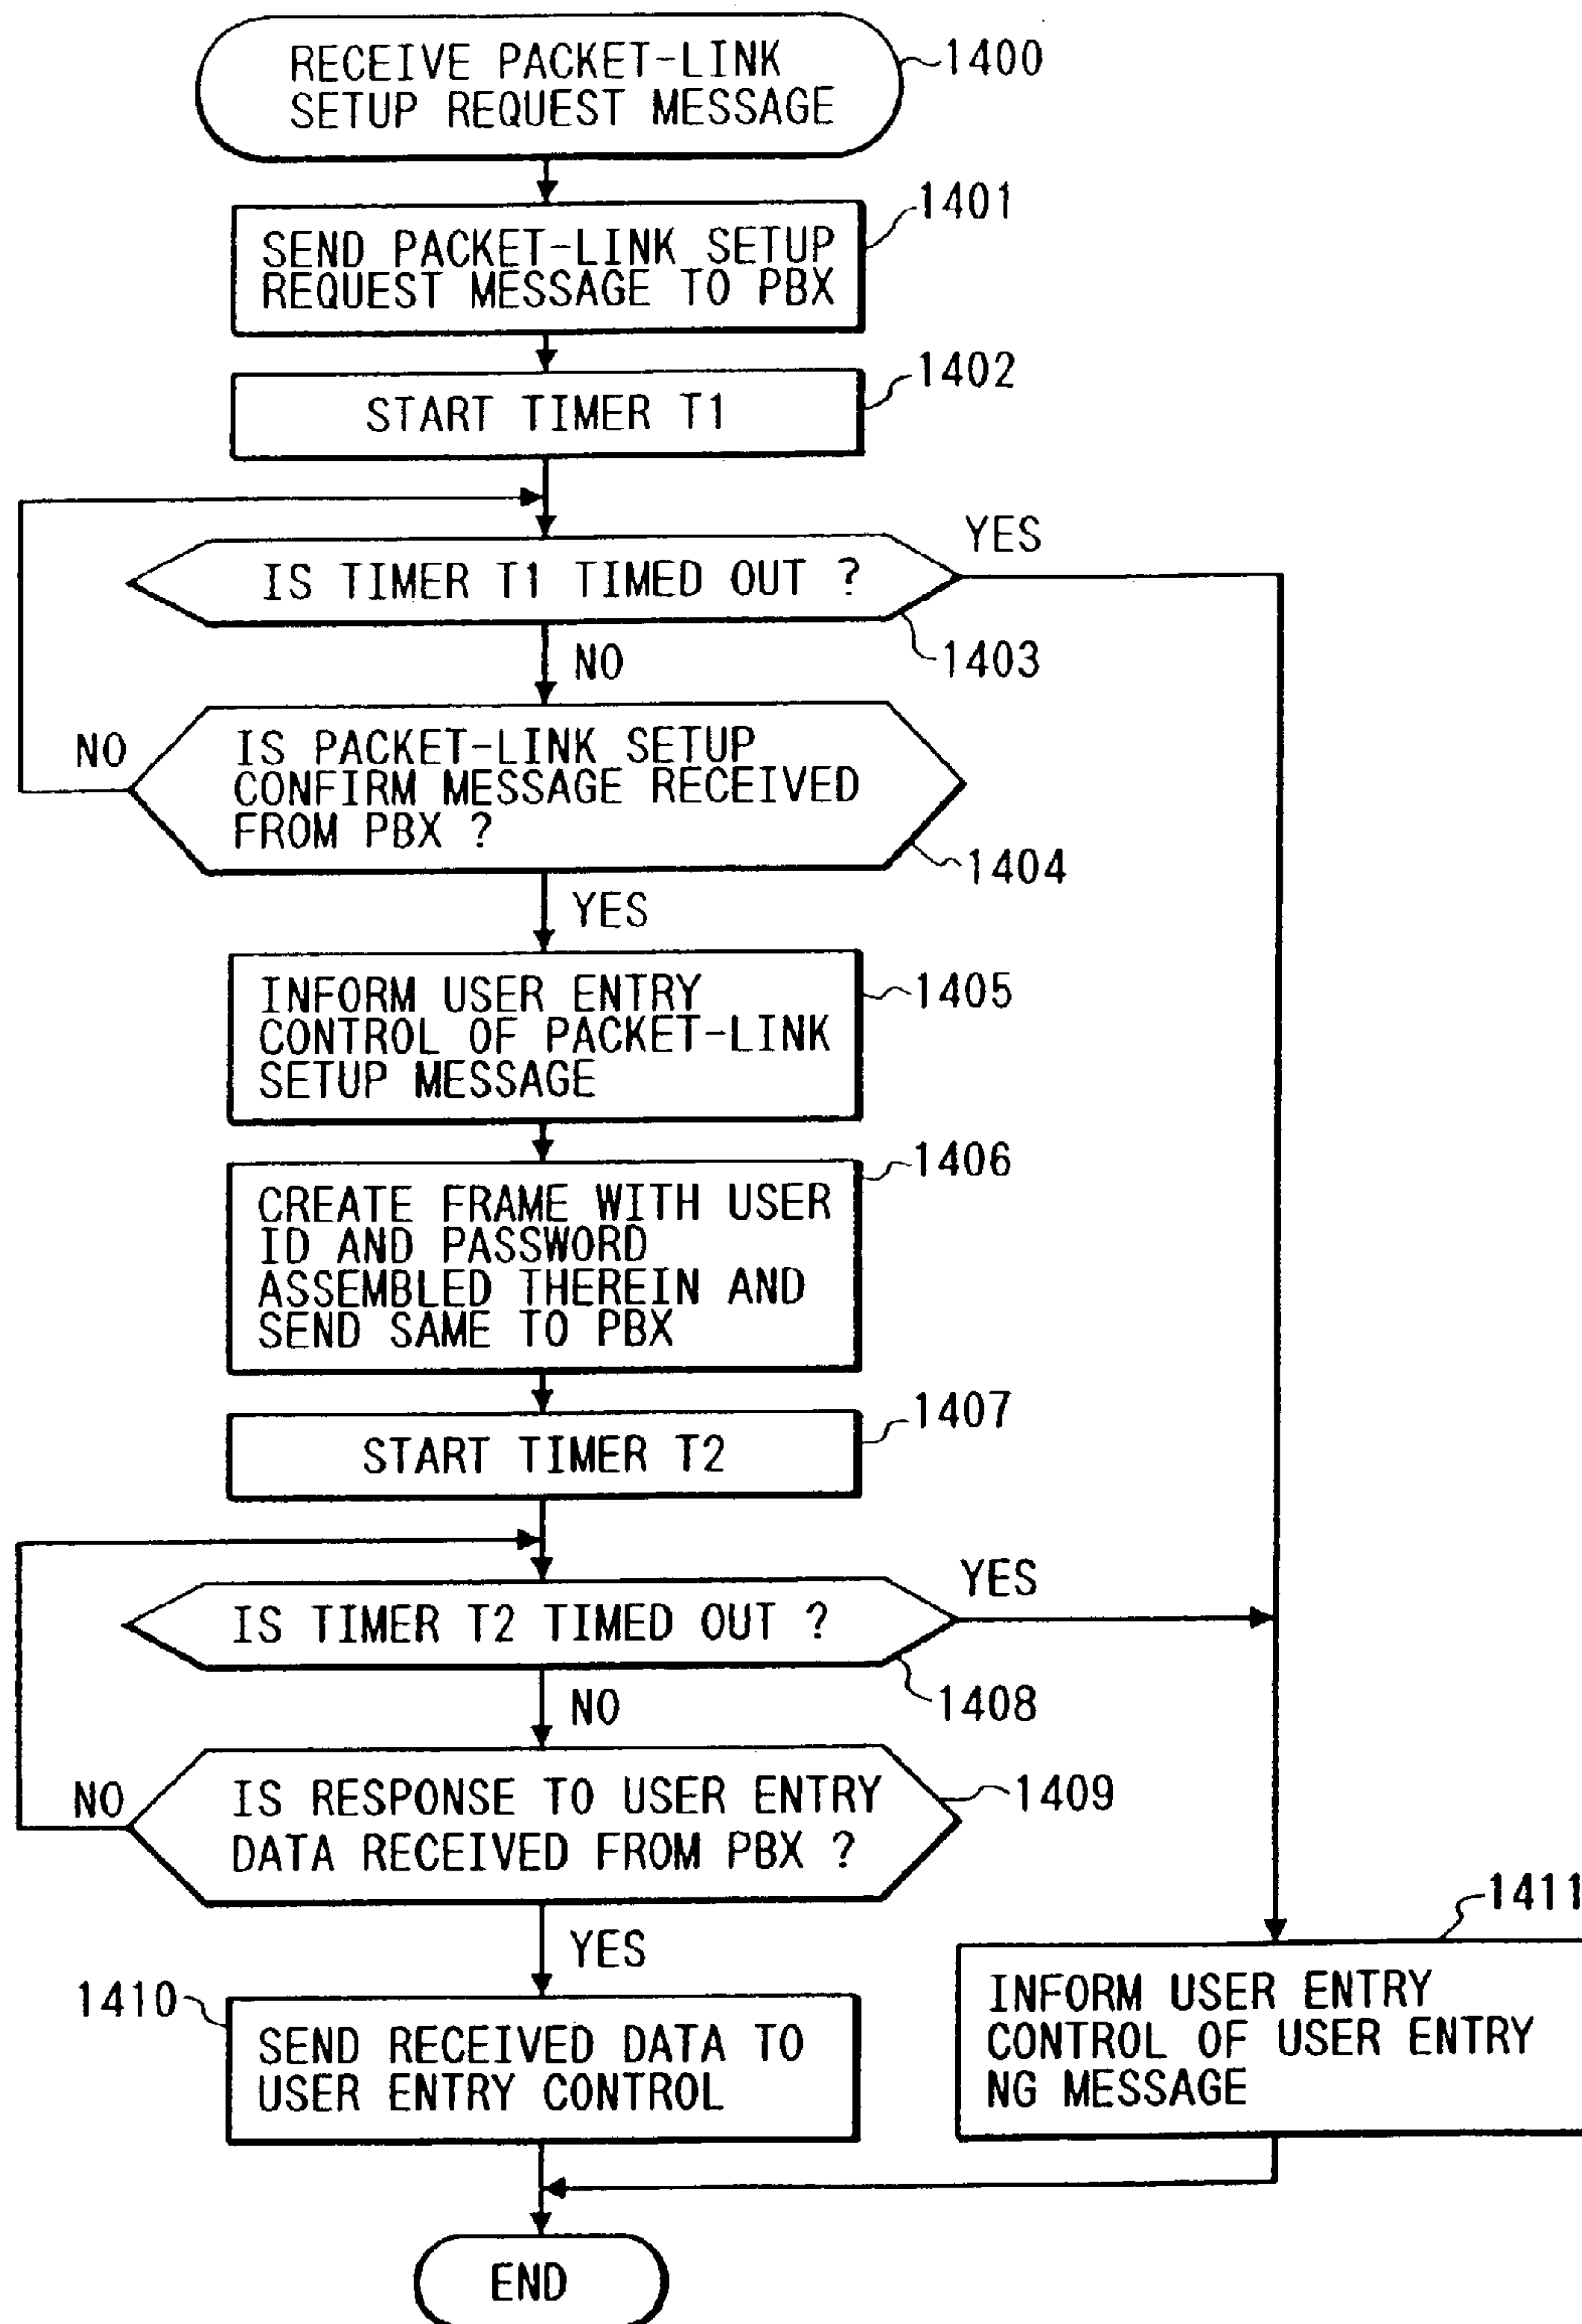 RECEIVE PACKET-LINK
SETUP REQUEST MESSAGE
1400
1401
SEND PACKET-LINK SETUP
REQUEST MESSAGE TO PBX
1402
START TIMER T1
YES
IS TIMER T1 TIMED OUT ?
1403
NO
NO
IS PACKET-LINK SETUP
CONFIRM MESSAGE RECEIVED
FROM PBX ?
1404
YES
INFORM USER ENTRY
CONTROL OF PACKET-LINK
SETUP MESSAGE
1405
1406
CREATE FRAME WITH USER
ID AND PASSWORD
ASSEMBLED THEREIN AND
SEND SAME TO PBX
1407
START TIMER T2
YES
IS TIMER T2 TIMED OUT ?
1408
NO
NO
IS RESPONSE TO USER ENTRY
DATA RECEIVED FROM PBX ?
1409
YES
1410
SEND RECEIVED DATA TO
USER ENTRY CONTROL
1411
INFORM USER ENTRY
CONTROL OF USER ENTRY
NG MESSAGE
END